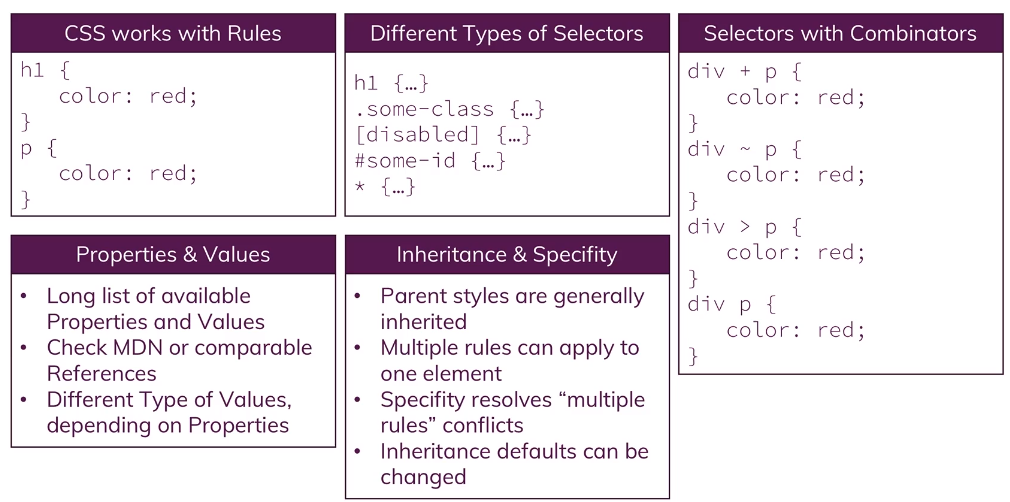 CSS works with Rules
h1 {
   color: red;
}
p {
   color: red;
}
Different Types of Selectors
h1 {…}
.some-class {…}
[disabled] {…}
#some-id {…}
* {…}
Selectors with Combinators
div + p {
   color: red;
}
div ~ p {
   color: red;
}
div > p {
   color: red;
}
div p {
   color: red;
}
Properties & Values
• Long list of available
Properties and Values
• Check MDN or comparable
References
• Different Type of Values,
depending on Properties
Inheritance & Specifity
• Parent styles are generally
inherited
• Multiple rules can apply to
one element
• Specifity resolves “multiple
rules” conflicts
• Inheritance defaults can be
changed